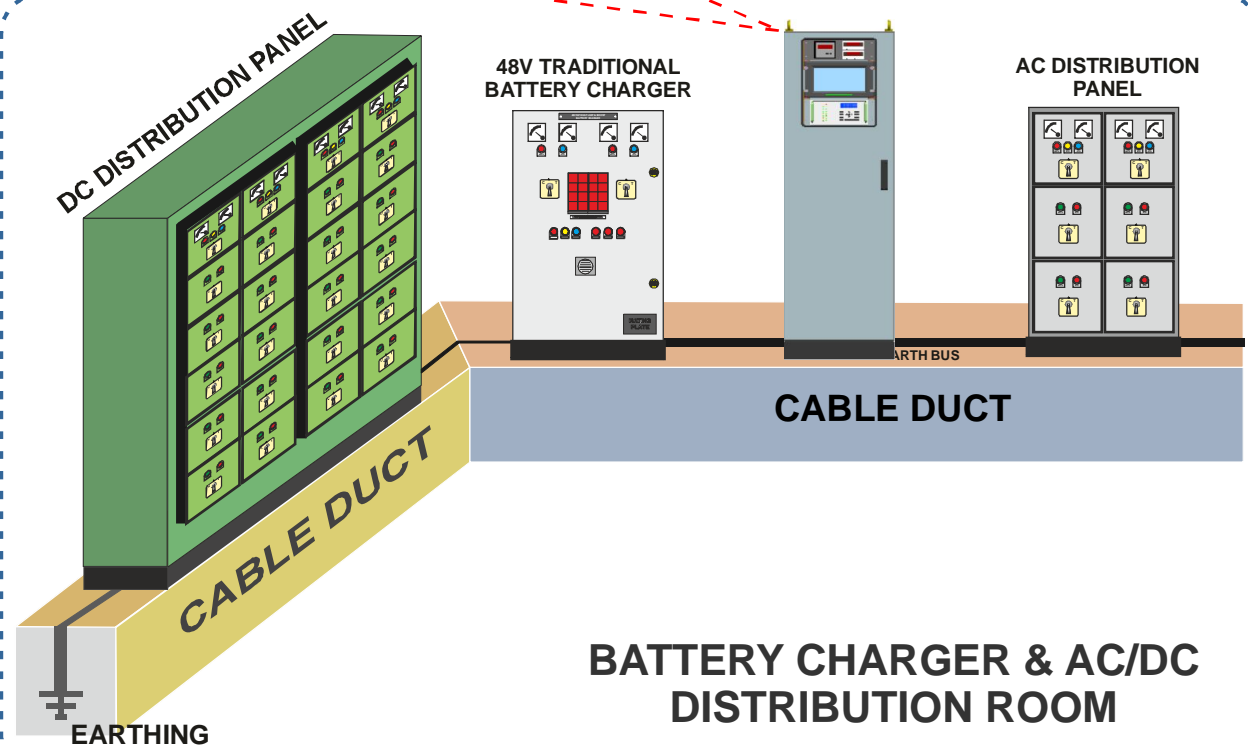 DC DISTRIBUTION PANEL
48V TRADITIONAL
BATTERY CHARGER
AC DISTRIBUTION
PANEL
RATING
PLATE
ARTH BUS
CABLE DUCT
CABLE DUCT
BATTERY CHARGER & AC/DC
DISTRIBUTION ROOM
EARTHING